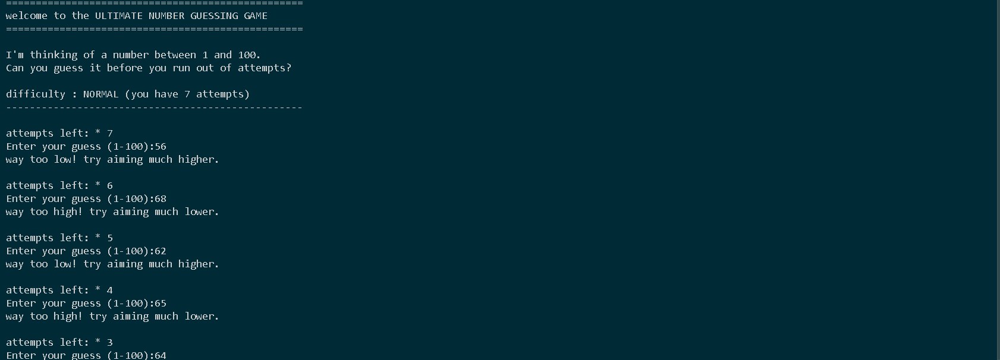 ==================================================
welcome to the ULTIMATE NUMBER GUESSING GAME
==================================================
I'm thinking of a number between 1 and 100.
Can you guess it before you run out of attempts?
difficulty : NORMAL (you have 7 attempts)
--------------------------------------------------
attempts left: * 7
Enter your guess (1-100):56
way too low! try aiming much higher.
attempts left: * 6
Enter your guess (1-100):68
way too high! try aiming much lower.
attempts left: * 5
Enter your guess (1-100):62
way too low! try aiming much higher.
attempts left: * 4
Enter your guess (1-100):65
way too high! try aiming much lower.
attempts left: * 3
Enter your guess (1-100):64